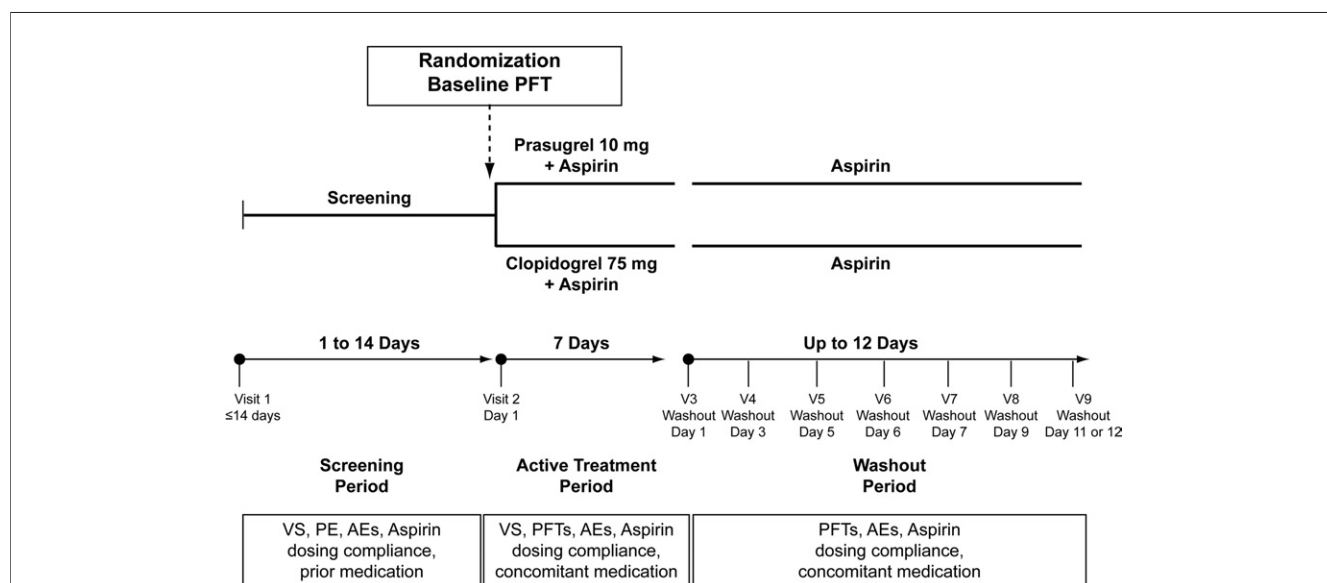 Randomization
Baseline PFT
Prasugrel 10 mg
+ Aspirin
Aspirin
Screening
Clopidogrel 75 mg
+ Aspirin
Aspirin
1 to 14 Days
7 Days
Up to 12 Days
Visit 1
≤14 days
Visit 2
Day 1
V3
Washout
Day 1
V4
Washout
Day 3
V5
Washout
Day 5
V6
Washout
Day 6
V7
Washout
Day 7
V8
Washout
Day 9
V9
Washout
Day 11 or 12
Screening
Period
Active Treatment
Period
Washout
Period
VS, PE, AEs, Aspirin
dosing compliance,
prior medication
VS, PFTs, AEs, Aspirin
dosing compliance,
concomitant medication
PFTs, AEs, Aspirin
dosing compliance,
concomitant medication